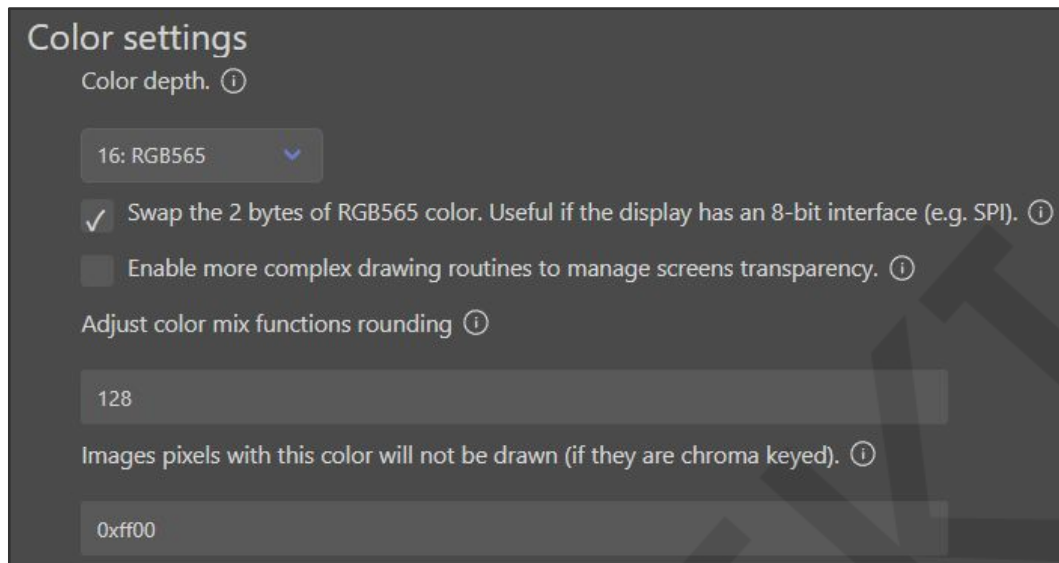 Color settings
Color depth.
16: RGB565
Swap the 2 bytes of RGB565 color. Useful if the display has an 8-bit interface (e.g. SPI).
Enable more complex drawing routines to manage screens transparency.
Adjust color mix functions rounding
128
Images pixels with this color will not be drawn (if they are chroma keyed).
0xff00